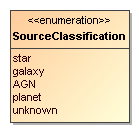 <<enumeration>>
SourceClassification
star
galaxy
AGN
planet
unknown